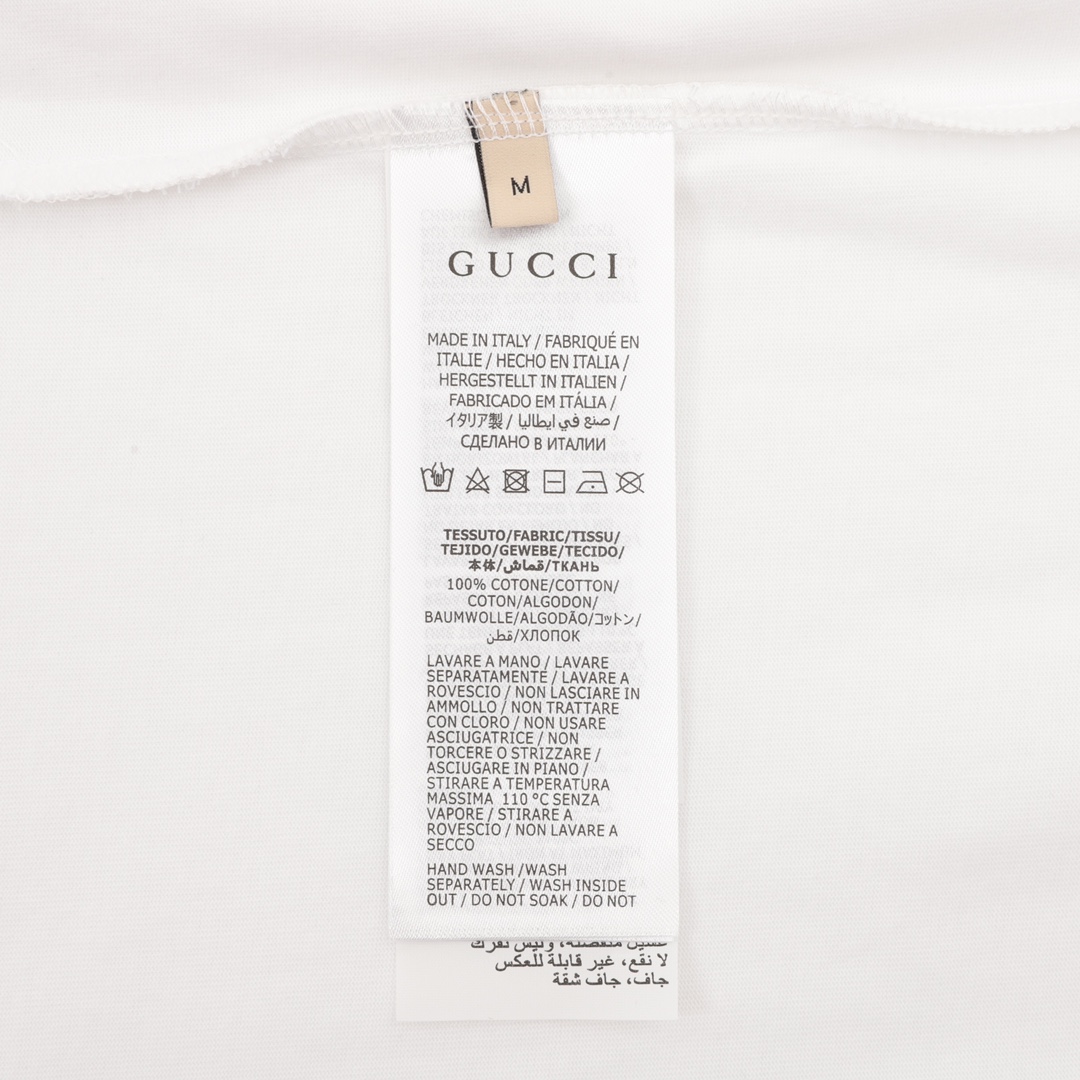 M
GUCCI
MADE IN ITALY / FABRIQUÉ EN
ITALIE / HECHO EN ITALIA /
HERGESTELLT IN ITALIEN /
FABRICADO EM ITÁLIA /
イタリア製 / صنع في ايطاليا /
СДЕЛАНО В ИТАЛИИ
TESSUTO/FABRIC/TISSU/
TEJIDO/GEWEBE/TECIDO/
本体/قماش/ТКАНЬ
100% COTONE/COTTON/
COTON/ALGODON/
BAUMWOLLE/ALGODÃO/コットン/
قطن/ХЛОПОК
LAVARE A MANO / LAVARE
SEPARATAMENTE / LAVARE A
ROVESCIO / NON LASCIARE IN
AMMOLLO / NON TRATTARE
CON CLORO / NON USARE
ASCIUGATRICE / NON
TORCERE O STRIZZARE /
ASCIUGARE IN PIANO /
STIRARE A TEMPERATURA
MASSIMA 110 °C SENZA
VAPORE / STIRARE A
ROVESCIO / NON LAVARE A
SECCO
HAND WASH /WASH
SEPARATELY / WASH INSIDE
OUT / DO NOT SOAK / DO NOT
لا نقع، غير قابلة للعكس
جاف، جاف شقة